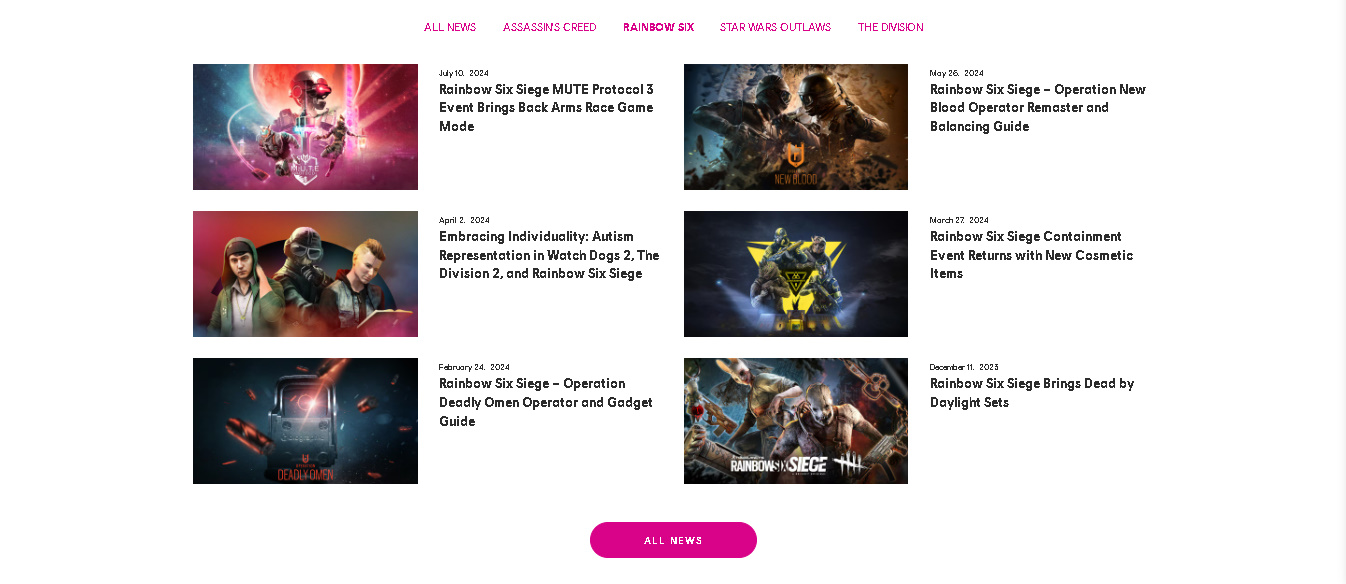 ALL NEWS ASSASSIN'S CREED RAINBOW SIX STAR WARS OUTLAWS THE DIVISION
July 10. 2024
Rainbow Six Siege MUTE Protocol 3
Event Brings Back Arms Race Game
Mode
MUTE
May 26. 2024
Rainbow Six Siege – Operation New
Blood Operator Remaster and
Balancing Guide
NEW BLOOD
April 2. 2024
Embracing Individuality: Autism
Representation in Watch Dogs 2, The
Division 2, and Rainbow Six Siege
March 27. 2024
Rainbow Six Siege Containment
Event Returns with New Cosmetic
Items
February 24. 2024
Rainbow Six Siege – Operation
Deadly Omen Operator and Gadget
Guide
DEADLY OMEN
December 11. 2023
Rainbow Six Siege Brings Dead by
Daylight Sets
RAINBOWSIX SIEGE
ALL NEWS